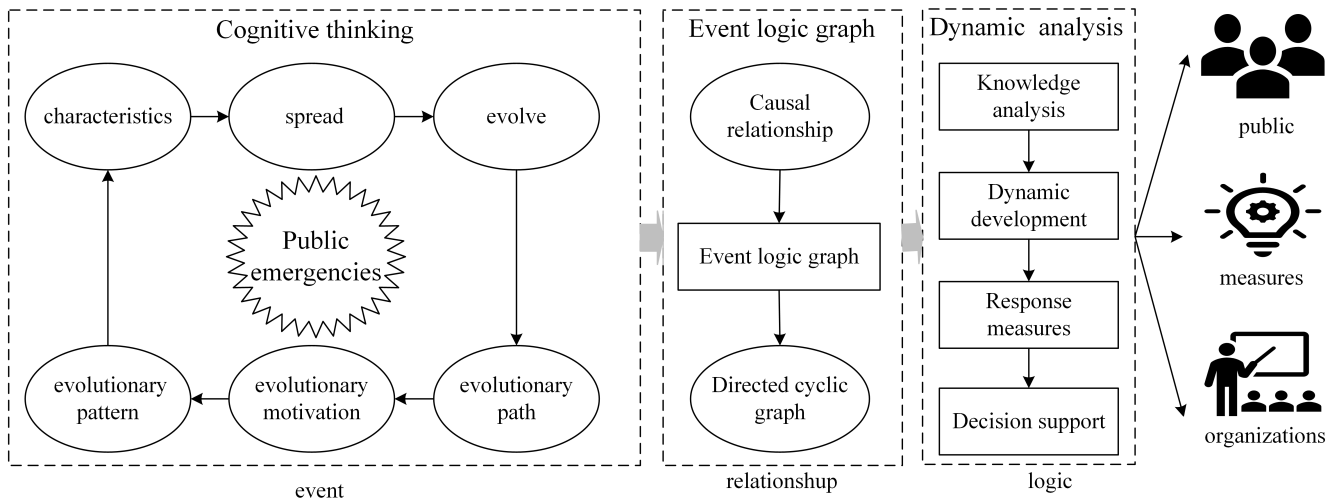 Cognitive thinking
characteristics
spread
evolve
Public
emergencies
evolutionary
pattern
evolutionary
motivation
evolutionary
path
event
Event logic graph
Causal
relationship
Event logic graph
Directed cyclic
graph
relationshup
Dynamic analysis
Knowledge
analysis
Dynamic
development
Response
measures
Decision support
logic
public
measures
organizations